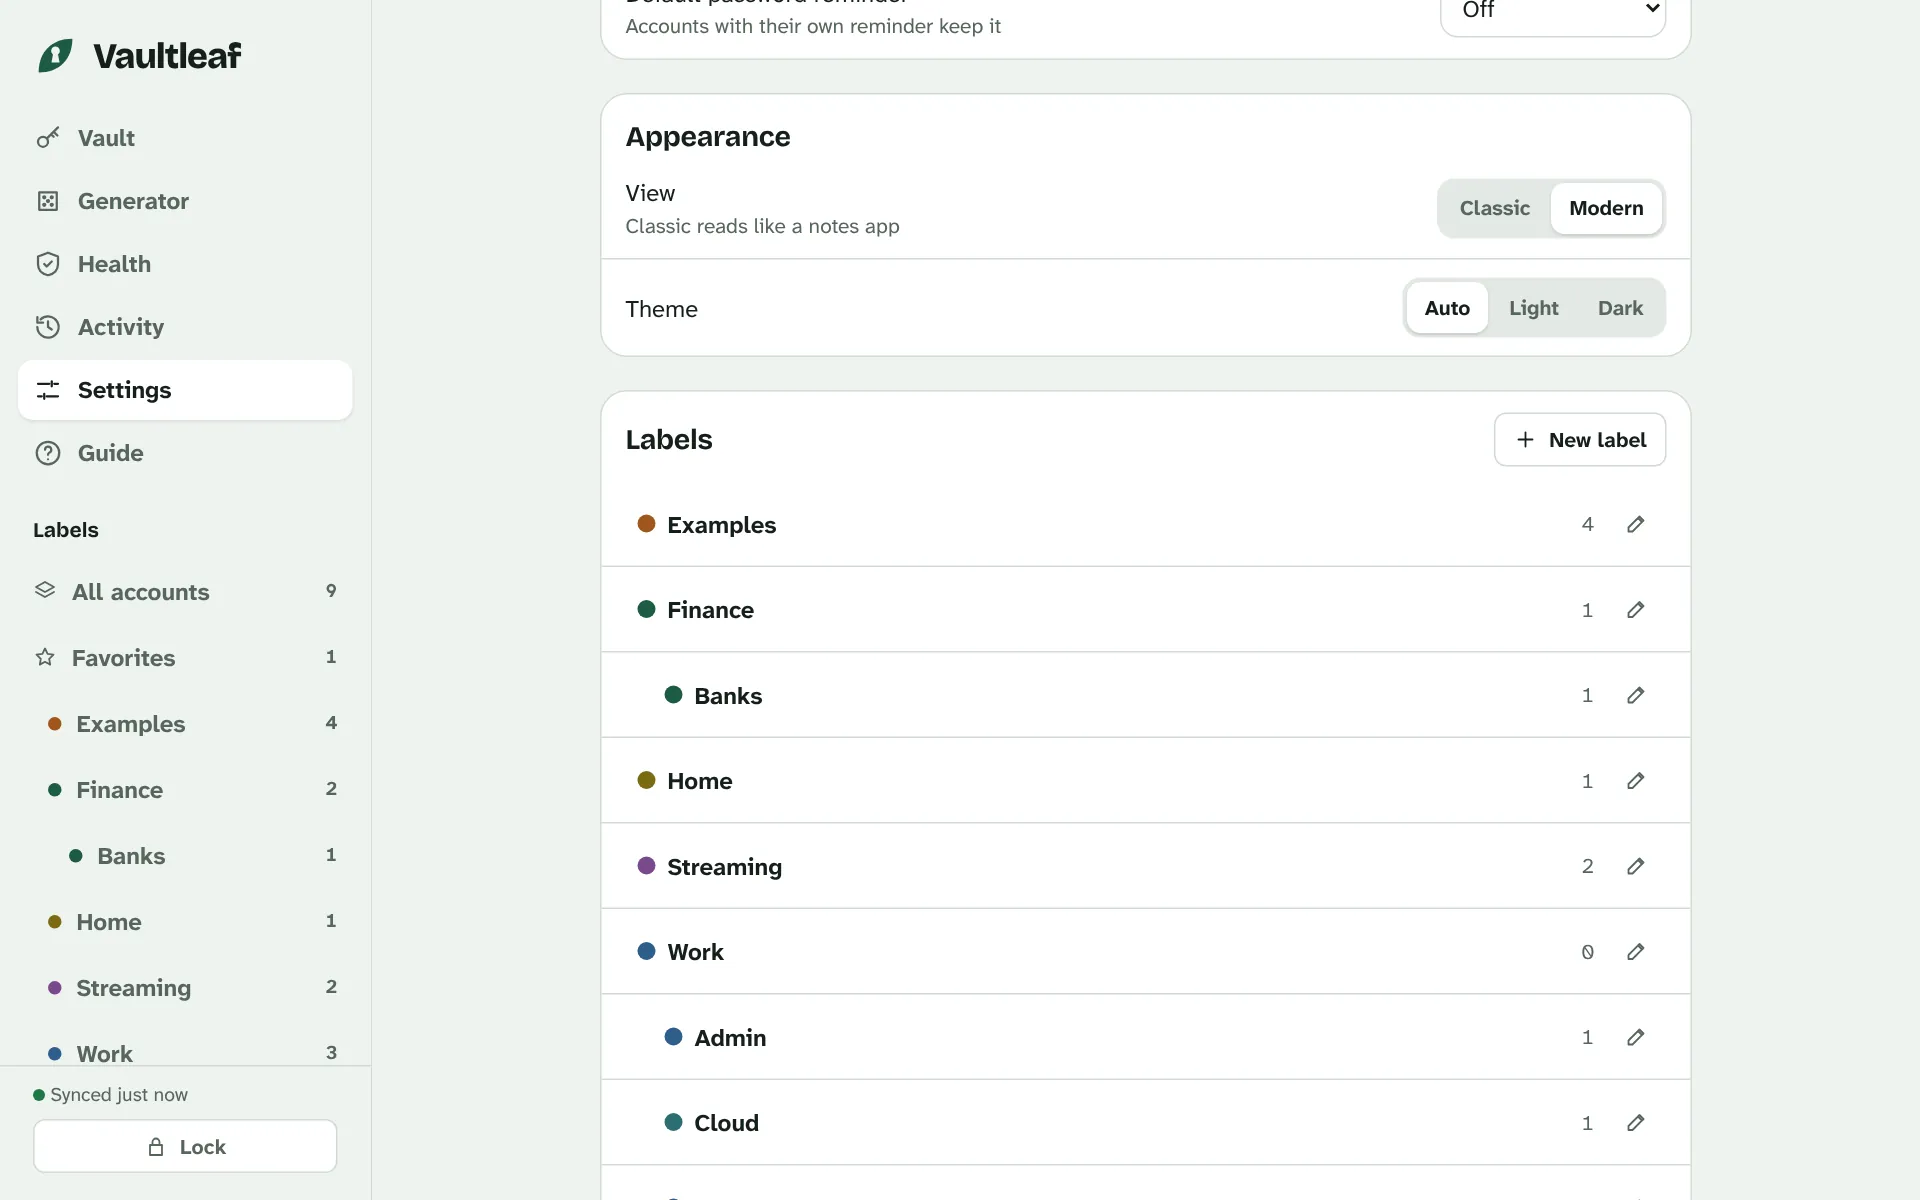 Vaultleaf
Vault
Generator
Health
Activity
Settings
Guide
Labels
All accounts 9
Favorites 1
Examples 4
Finance 2
Banks 1
Home 1
Streaming 2
Work 3
Synced just now
Lock
Accounts with their own reminder keep it
Off
Appearance
View
Classic reads like a notes app
Classic Modern
Theme
Auto Light Dark
Labels
New label
Examples 4
Finance 1
Banks 1
Home 1
Streaming 2
Work 0
Admin 1
Cloud 1